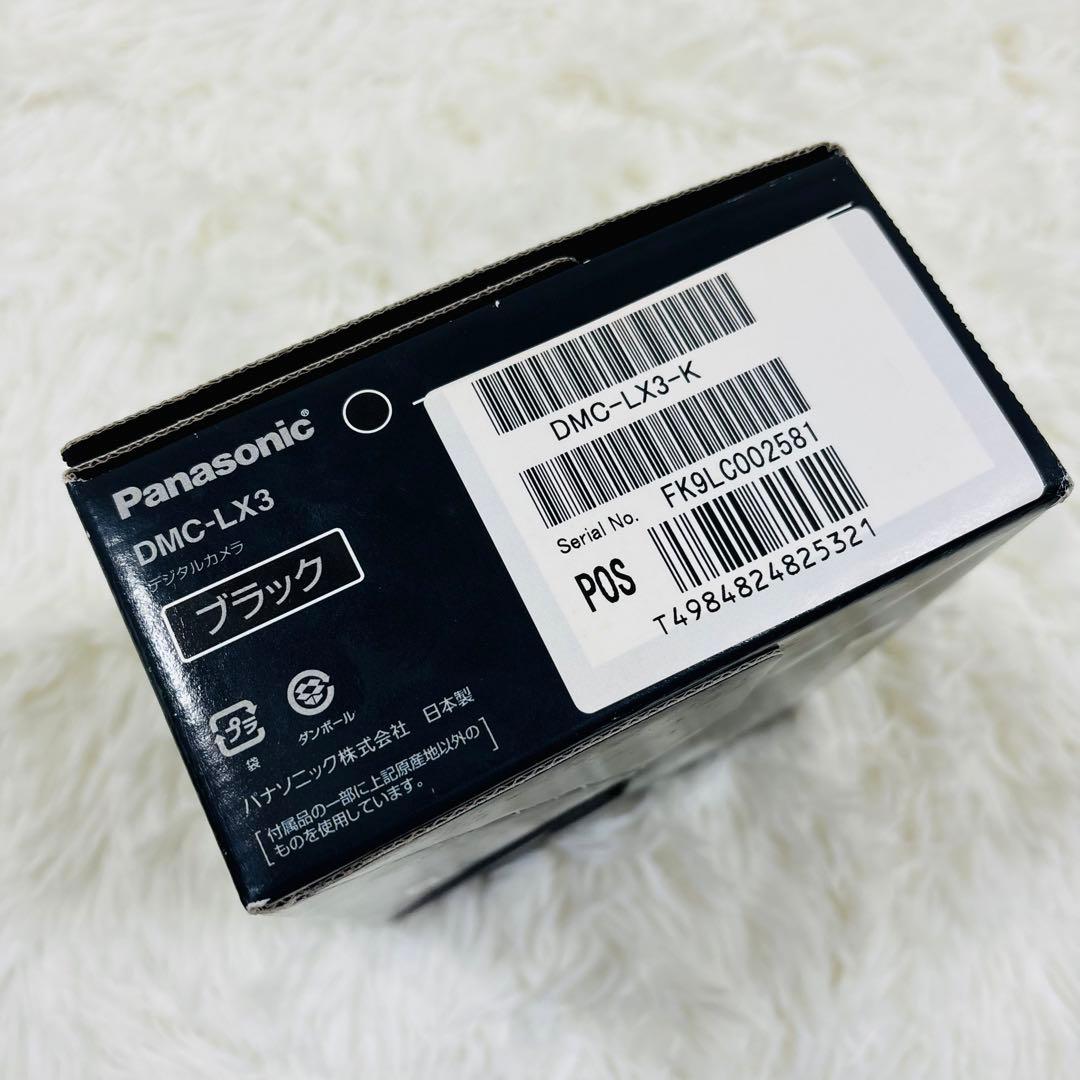 Panasonic®
DMC-LX3
デジタルカメラ
ブラック
プラ
袋
ダンボール
パナソニック株式会社 日本製
[付属品の一部に上記原産地以外の
ものを使用しています。]
DMC-LX3-K
Serial No. FK9LC002581
POS
T4984824825321